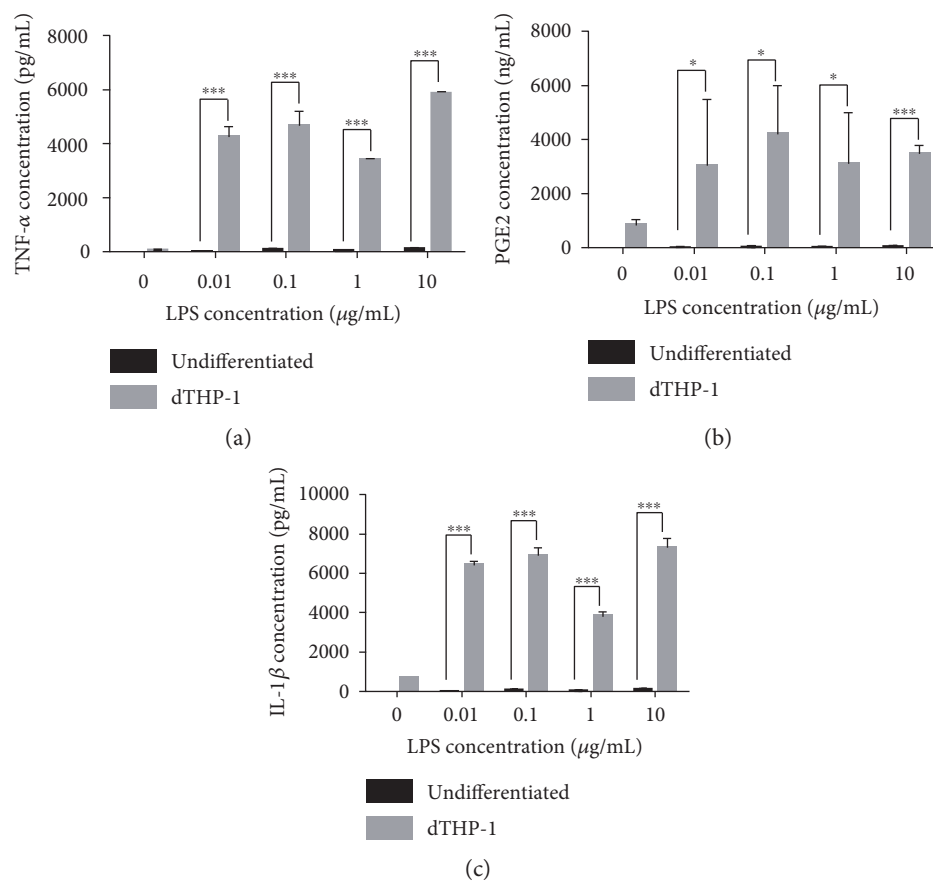 TNF-α concentration (pg/mL)
8000
6000
4000
2000
0
*** *** *** ***
0 0.01 0.1 1 10
LPS concentration (μg/mL)
Undifferentiated
dTHP-1
(a)
PGE2 concentration (ng/mL)
8000
6000
4000
2000
0
* * * ***
0 0.01 0.1 1 10
LPS concentration (μg/mL)
Undifferentiated
dTHP-1
(b)
IL-1β concentration (pg/mL)
10000
8000
6000
4000
2000
0
*** *** *** ***
0 0.01 0.1 1 10
LPS concentration (μg/mL)
Undifferentiated
dTHP-1
(c)